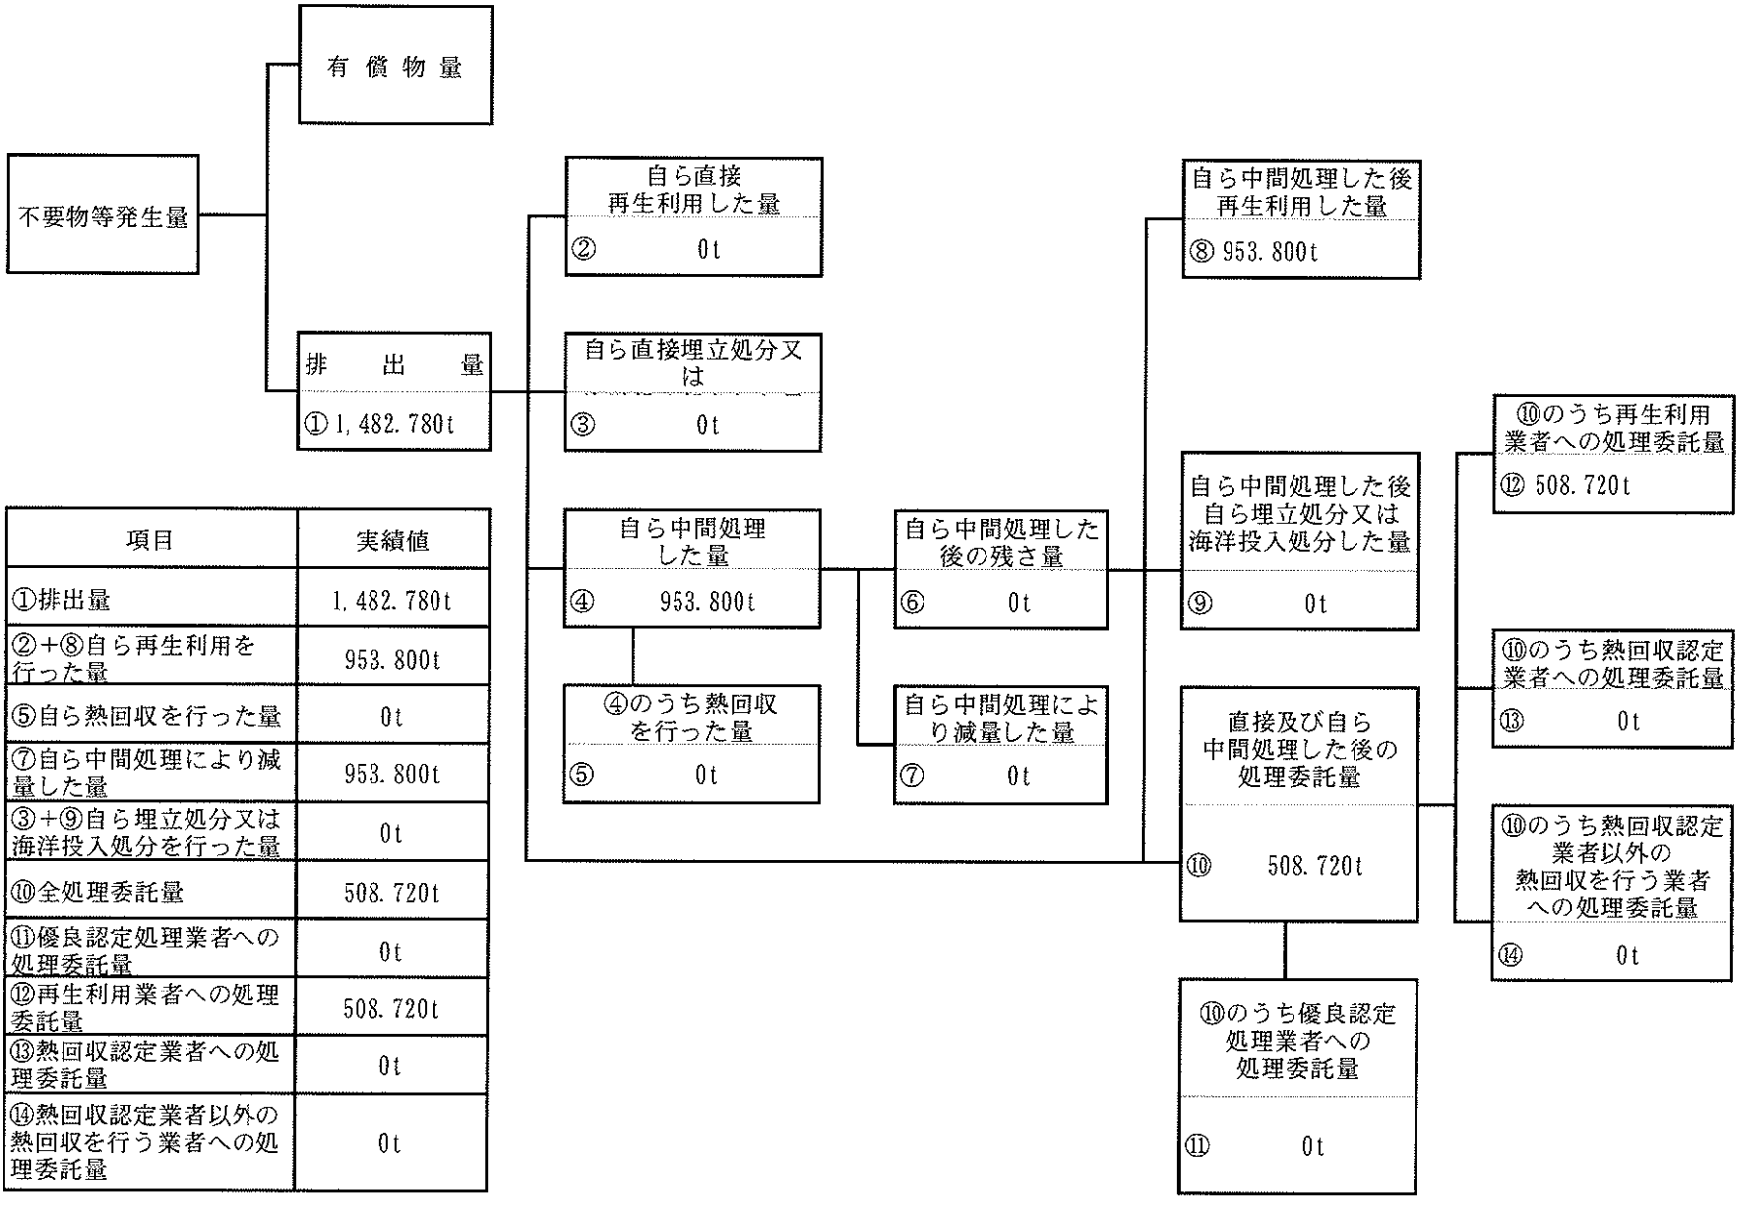 有償物量
不要物等発生量
排出量
①1,482.780t
自ら直接
再生利用した量
② 0t
自ら直接埋立処分又
は
③ 0t
自ら中間処理
した量
④ 953.800t
④のうち熱回収
を行った量
⑤ 0t
自ら中間処理した
後の残さ量
⑥ 0t
自ら中間処理によ
り減量した量
⑦ 0t
自ら中間処理した後
再生利用した量
⑧ 953.800t
自ら中間処理した後
自ら埋立処分又は
海洋投入処分した量
⑨ 0t
直接及び自ら
中間処理した後の
処理委託量
⑩ 508.720t
⑩のうち優良認定
処理業者への
処理委託量
⑪ 0t
⑩のうち再生利用
業者への処理委託量
⑫ 508.720t
⑩のうち熱回収認定
業者への処理委託量
⑬ 0t
⑩のうち熱回収認定
業者以外の
熱回収を行う業者
への処理委託量
⑭ 0t
項目 実績値
①排出量 1,482.780t
②+⑧自ら再生利用を
行った量 953.800t
⑤自ら熱回収を行った量 0t
⑦自ら中間処理により減
量した量 953.800t
③+⑨自ら埋立処分又は
海洋投入処分を行った量 0t
⑩全処理委託量 508.720t
⑪優良認定処理業者への
処理委託量 0t
⑫再生利用業者への処理
委託量 508.720t
⑬熱回収認定業者への処
理委託量 0t
⑭熱回収認定業者以外の
熱回収を行う業者への処
理委託量 0t